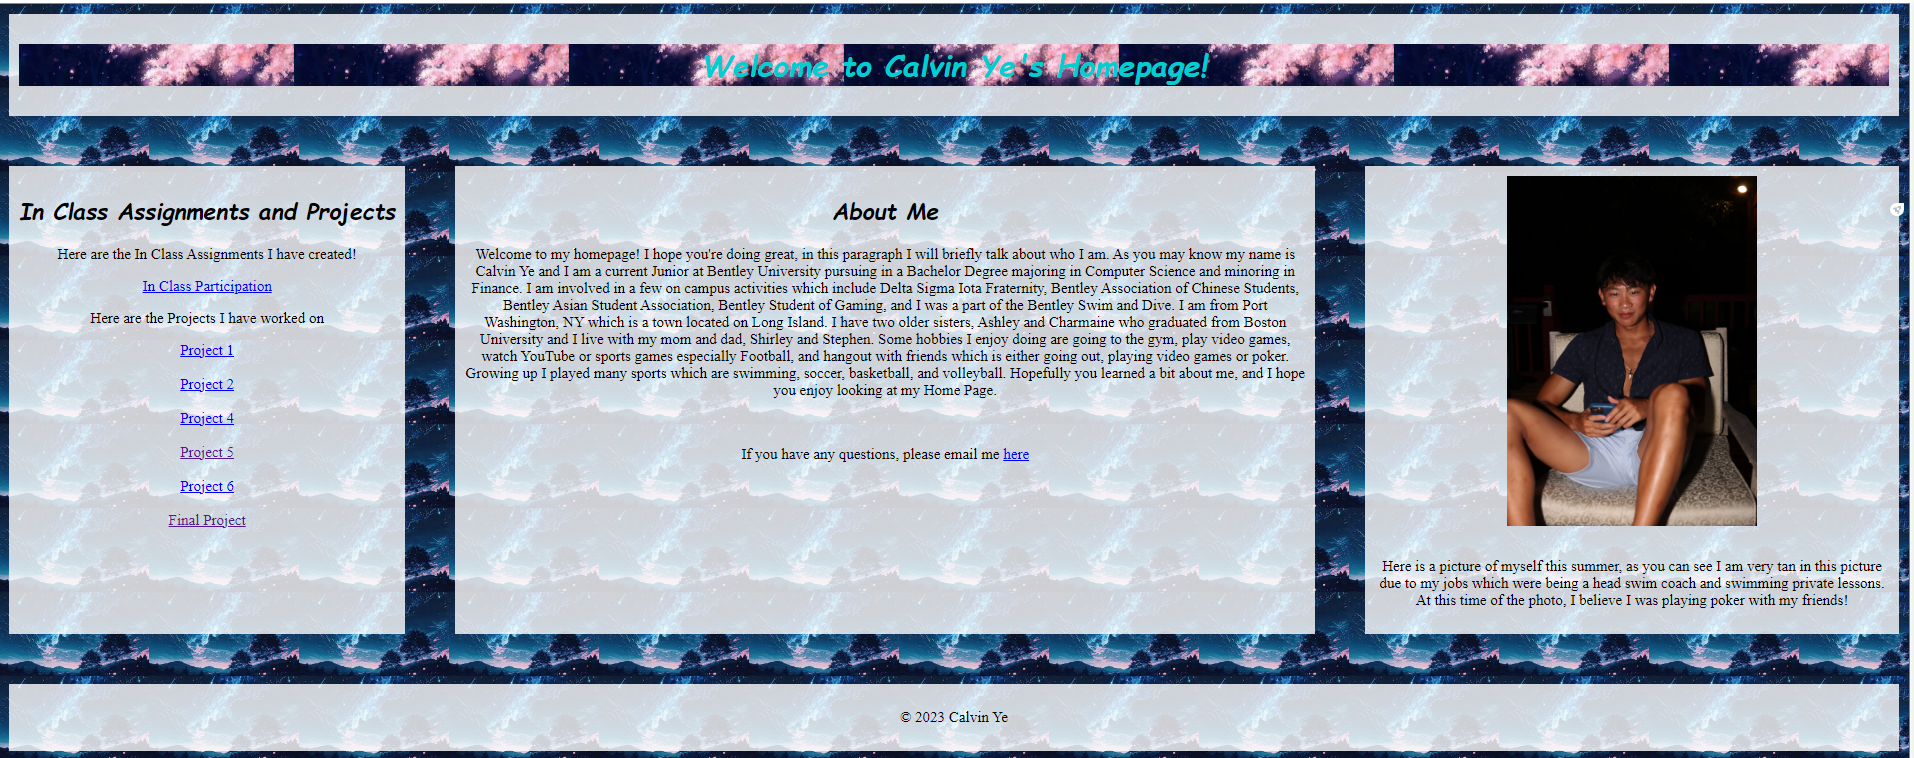 Welcome to Calvin Ye's Homepage!
In Class Assignments and Projects
Here are the In Class Assignments I have created!
In Class Participation
Here are the Projects I have worked on
Project 1
Project 2
Project 4
Project 5
Project 6
Final Project
About Me
Welcome to my homepage! I hope you're doing great, in this paragraph I will briefly talk about who I am. As you may know my name is
Calvin Ye and I am a current Junior at Bentley University pursuing in a Bachelor Degree majoring in Computer Science and minoring in
Finance. I am involved in a few on campus activities which include Delta Sigma Iota Fraternity, Bentley Association of Chinese Students,
Bentley Asian Student Association, Bentley Student of Gaming, and I was a part of the Bentley Swim and Dive. I am from Port
Washington, NY which is a town located on Long Island. I have two older sisters, Ashley and Charmaine who graduated from Boston
University and I live with my mom and dad, Shirley and Stephen. Some hobbies I enjoy doing are going to the gym, play video games,
watch YouTube or sports games especially Football, and hangout with friends which is either going out, playing video games or poker.
Growing up I played many sports which are swimming, soccer, basketball, and volleyball. Hopefully you learned a bit about me, and I hope
you enjoy looking at my Home Page.
If you have any questions, please email me here
Here is a picture of myself this summer, as you can see I am very tan in this picture
due to my jobs which were being a head swim coach and swimming private lessons.
At this time of the photo, I believe I was playing poker with my friends!
© 2023 Calvin Ye